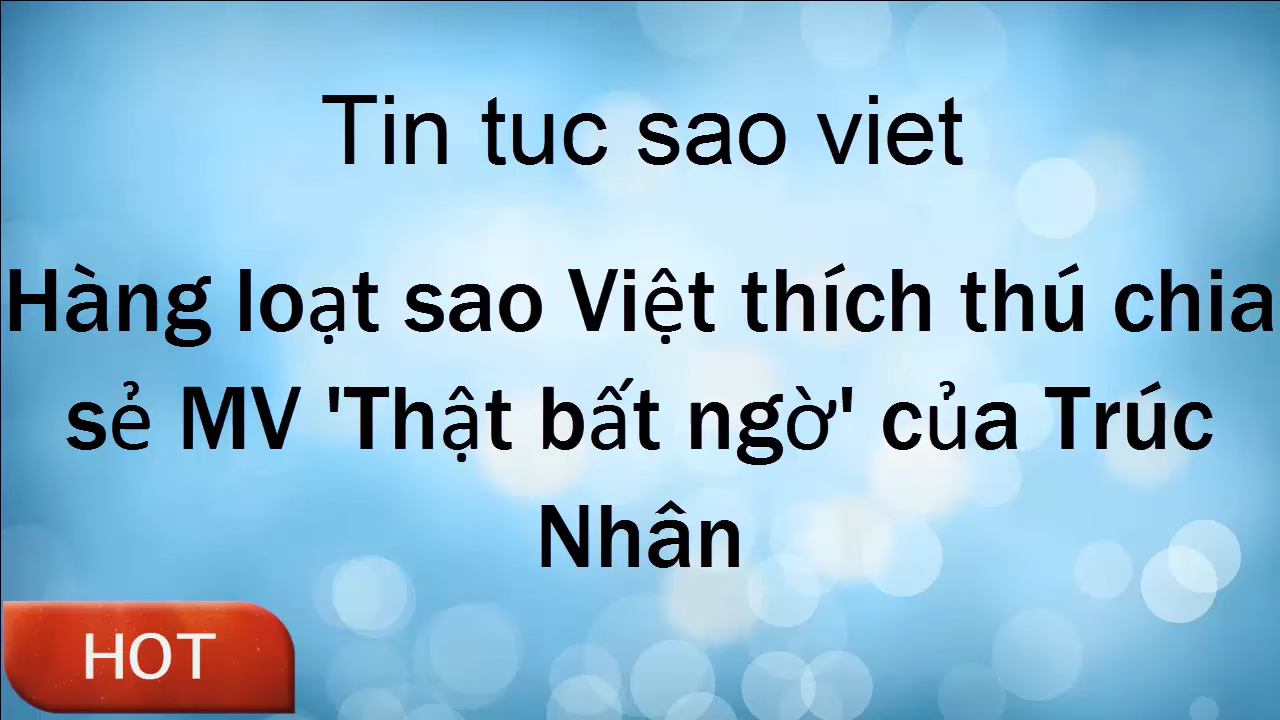 Tin tuc sao viet
Hàng loạt sao Việt thích thú chia
sẻ MV 'Thật bất ngờ' của Trúc
Nhân
HOT